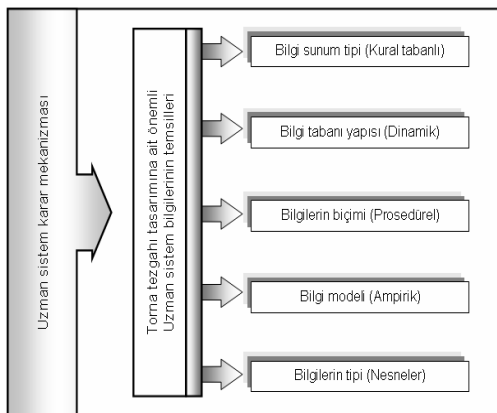 Uzman sistem karar mekanizması
Torna tezgahı tasarımına ait önemli
Uzman sistem bilgilerinin temsilleri
Bilgi sunum tipi (Kural tabanlı)
Bilgi tabanı yapısı (Dinamik)
Bilgilerin biçimi (Prosedürel)
Bilgi modeli (Ampirik)
Bilgilerin tipi (Nesneler)